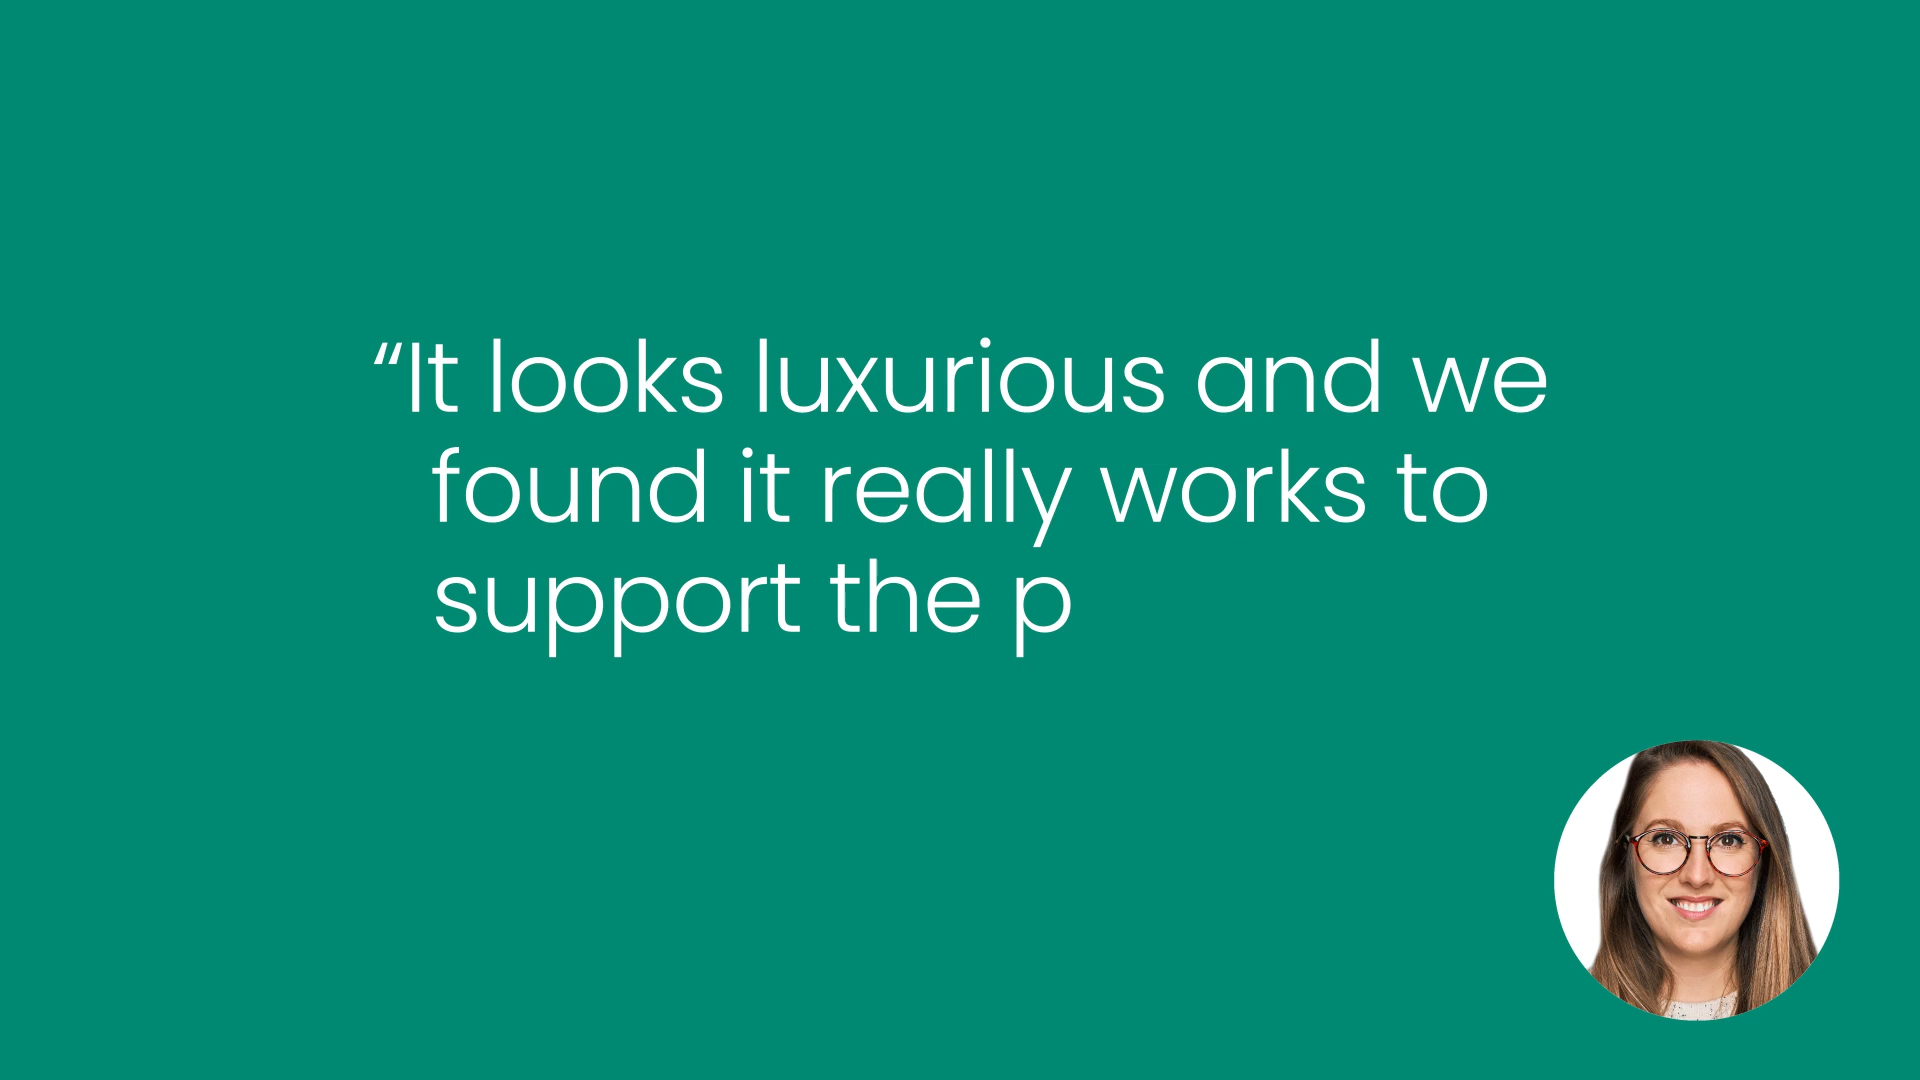 “It looks luxurious and we
found it really works to
support the p